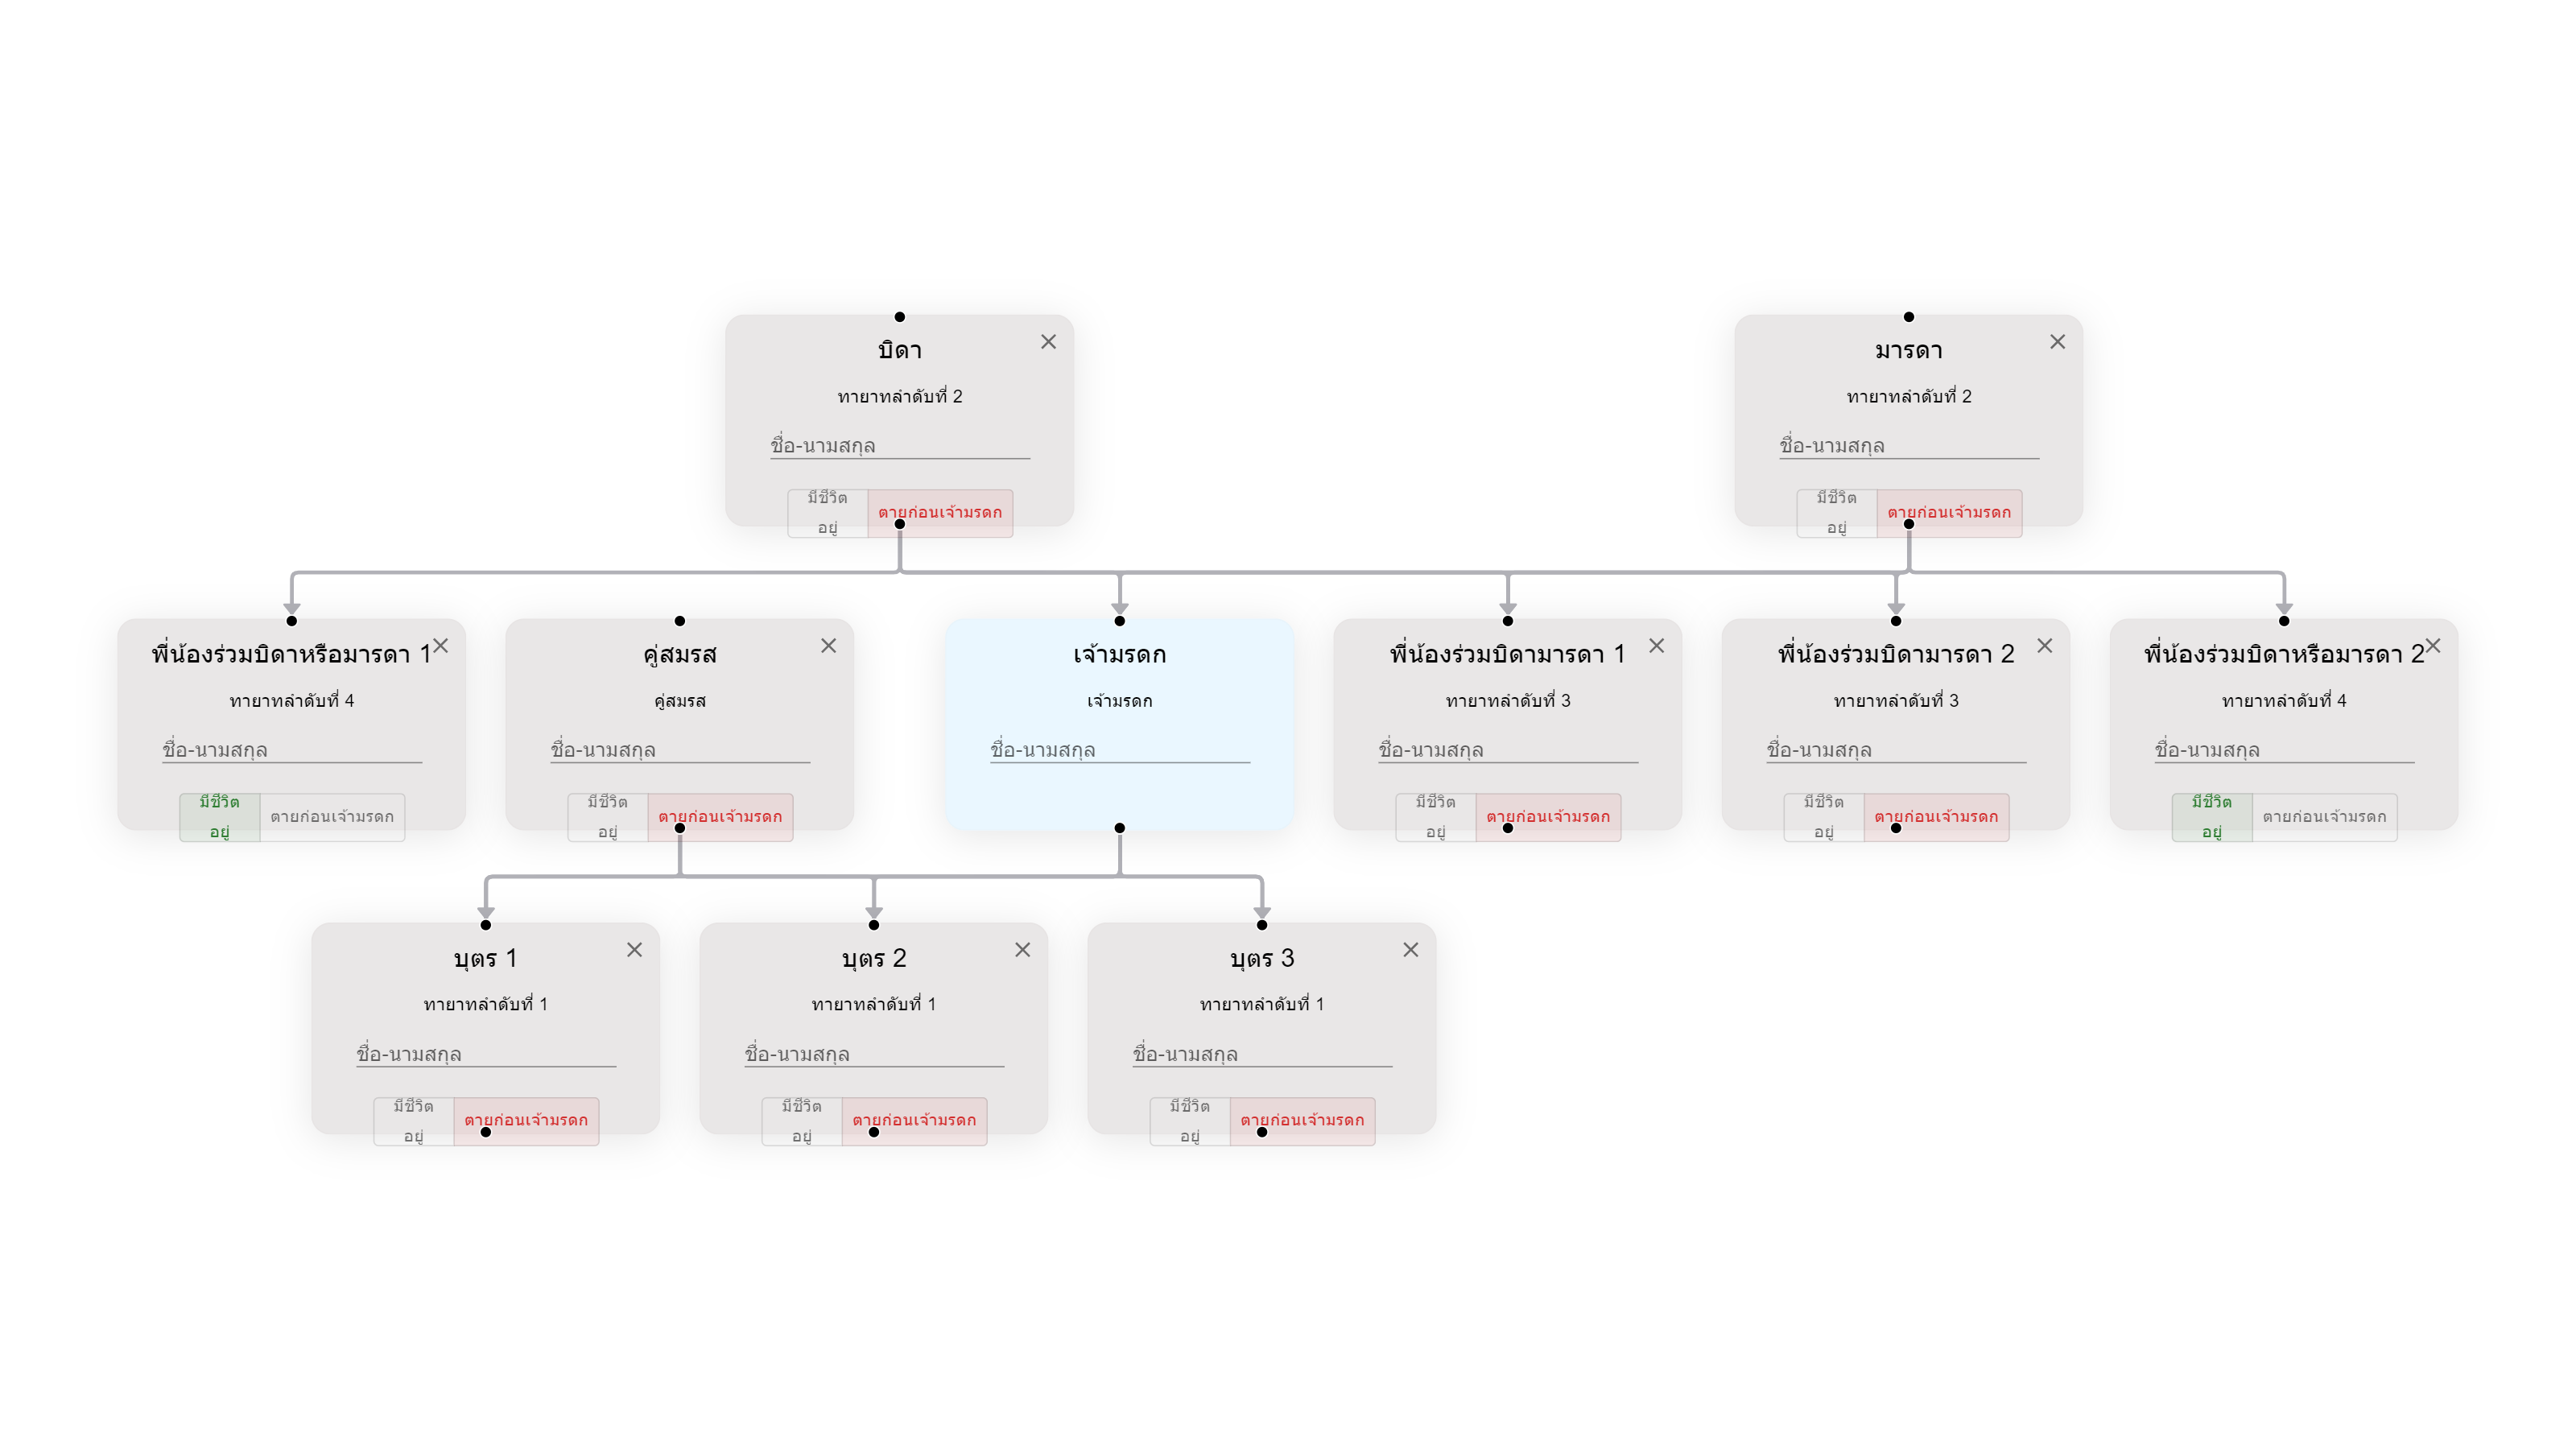 บิดา
ทายาทลำดับที่ 2
ชื่อ-นามสกุล
มีชีวิต
อยู่
ตายก่อนเจ้ามรดก
มารดา
ทายาทลำดับที่ 2
ชื่อ-นามสกุล
มีชีวิต
อยู่
ตายก่อนเจ้ามรดก
พี่น้องร่วมบิดาหรือมารดา 1
ทายาทลำดับที่ 4
ชื่อ-นามสกุล
มีชีวิต
อยู่
ตายก่อนเจ้ามรดก
คู่สมรส
คู่สมรส
ชื่อ-นามสกุล
มีชีวิต
อยู่
ตายก่อนเจ้ามรดก
เจ้ามรดก
เจ้ามรดก
ชื่อ-นามสกุล
พี่น้องร่วมบิดามารดา 1
ทายาทลำดับที่ 3
ชื่อ-นามสกุล
มีชีวิต
อยู่
ตายก่อนเจ้ามรดก
พี่น้องร่วมบิดามารดา 2
ทายาทลำดับที่ 3
ชื่อ-นามสกุล
มีชีวิต
อยู่
ตายก่อนเจ้ามรดก
พี่น้องร่วมบิดาหรือมารดา 2
ทายาทลำดับที่ 4
ชื่อ-นามสกุล
มีชีวิต
อยู่
ตายก่อนเจ้ามรดก
บุตร 1
ทายาทลำดับที่ 1
ชื่อ-นามสกุล
มีชีวิต
อยู่
ตายก่อนเจ้ามรดก
บุตร 2
ทายาทลำดับที่ 1
ชื่อ-นามสกุล
มีชีวิต
อยู่
ตายก่อนเจ้ามรดก
บุตร 3
ทายาทลำดับที่ 1
ชื่อ-นามสกุล
มีชีวิต
อยู่
ตายก่อนเจ้ามรดก